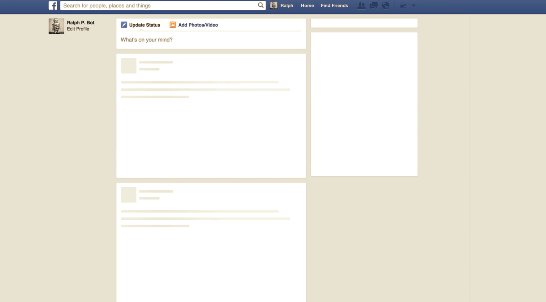 f Search for people, places and things Ralph Home Find Friends
Ralph P. Bot
Edit Profile
Update Status Add Photos/Video
What's on your mind?